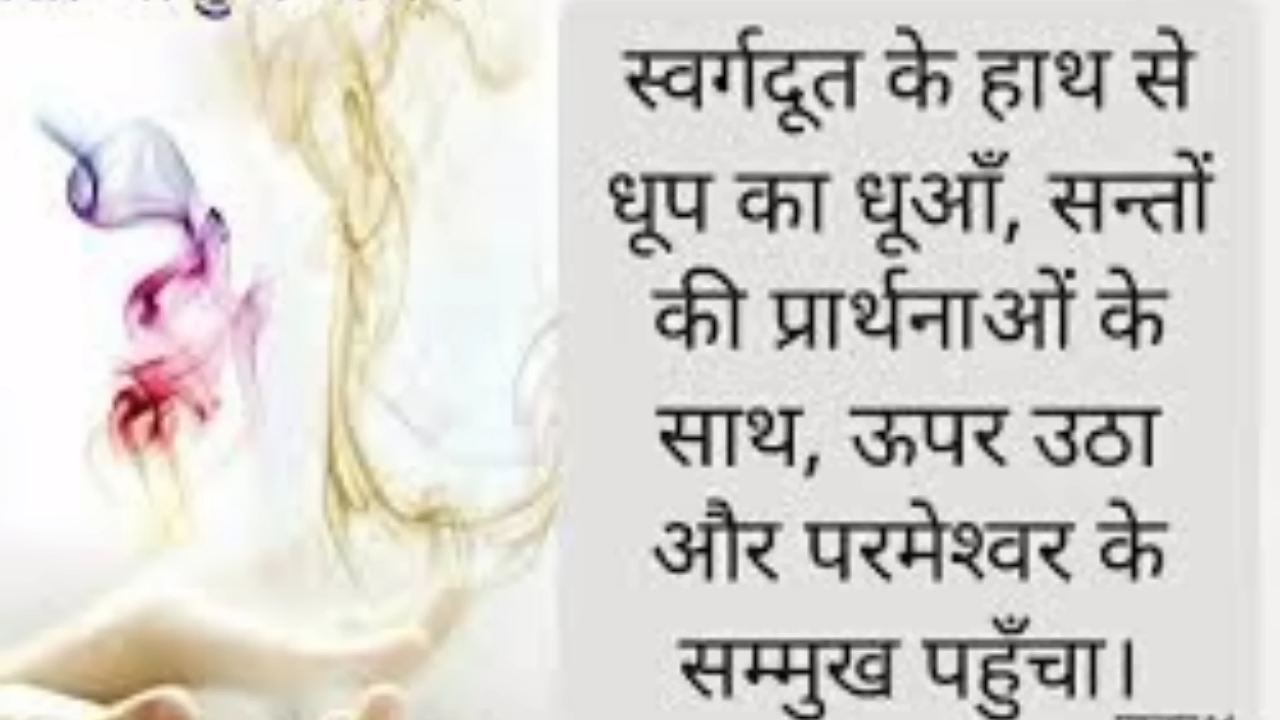 स्वर्गदूत के हाथ से
धूप का धूआँ, सन्तों
की प्रार्थनाओं के
साथ, ऊपर उठा
और परमेश्वर के
सम्मुख पहुँचा।